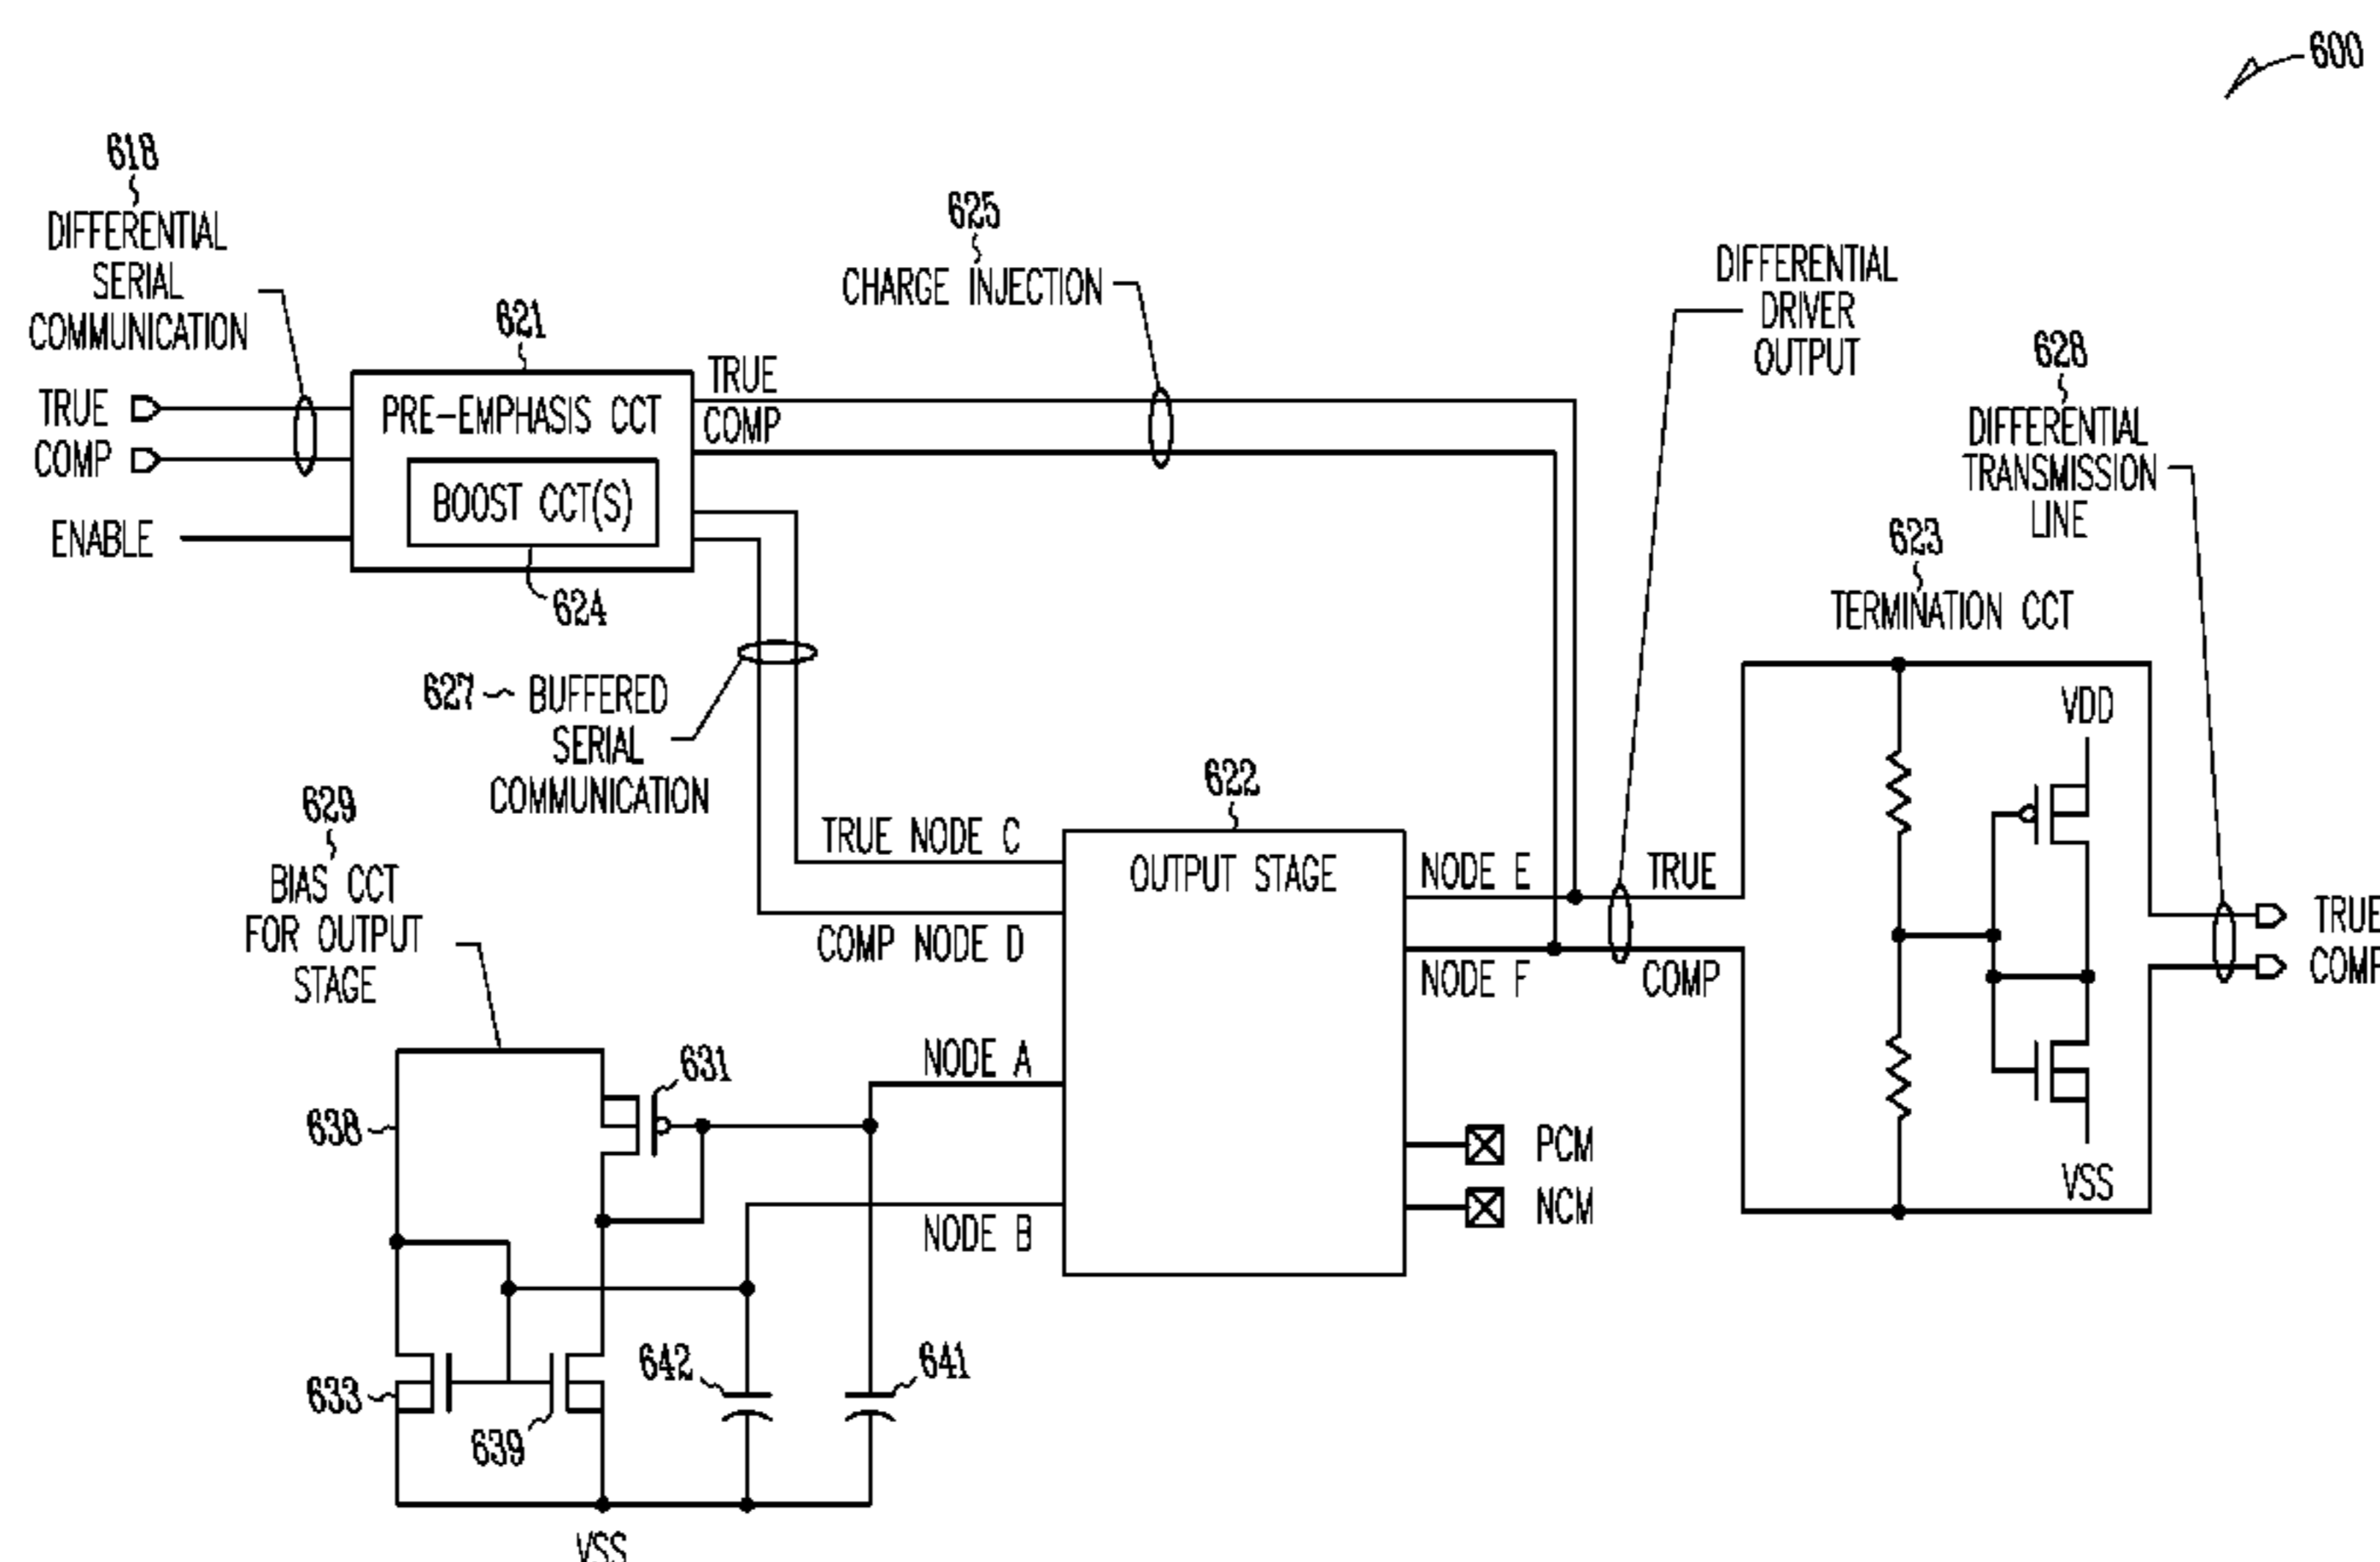 600
618
DIFFERENTIAL
SERIAL
COMMUNICATION
TRUE
COMP
ENABLE
621
PRE-EMPHASIS CCT
BOOST CCT(S)
624
TRUE
COMP
625
CHARGE INJECTION
DIFFERENTIAL
DRIVER
OUTPUT
628
DIFFERENTIAL
TRANSMISSION
LINE
623
TERMINATION CCT
627
BUFFERED
SERIAL
COMMUNICATION
629
BIAS CCT
FOR OUTPUT
STAGE
TRUE NODE C
COMP NODE D
622
OUTPUT STAGE
NODE E
TRUE
NODE F
COMP
VDD
VSS
TRUE
COMP
NODE A
NODE B
PCM
NCM
631
638
633
639
642
641
VSS